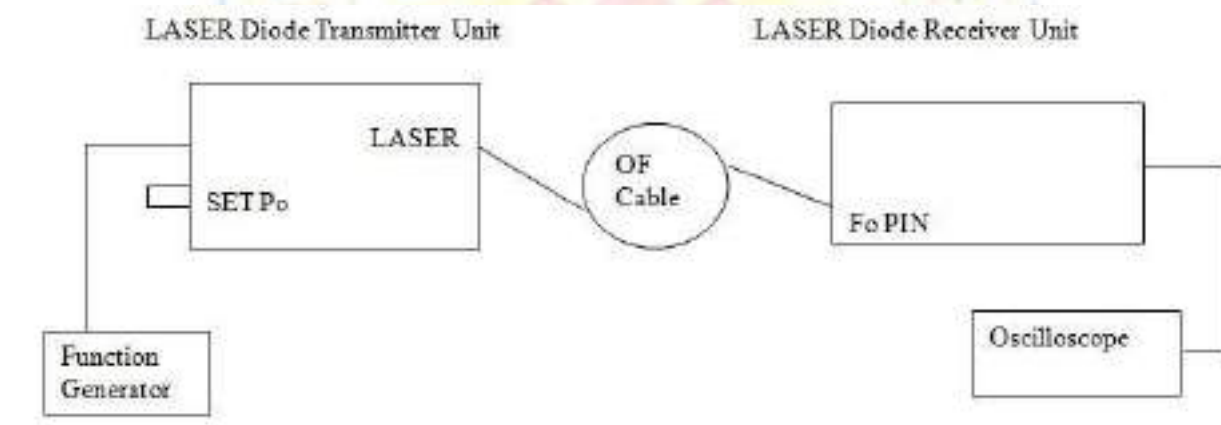 LASER Diode Transmitter Unit
LASER Diode Receiver Unit
LASER
SET Po
OF
Cable
Fo PIN
Function
Generator
Oscilloscope